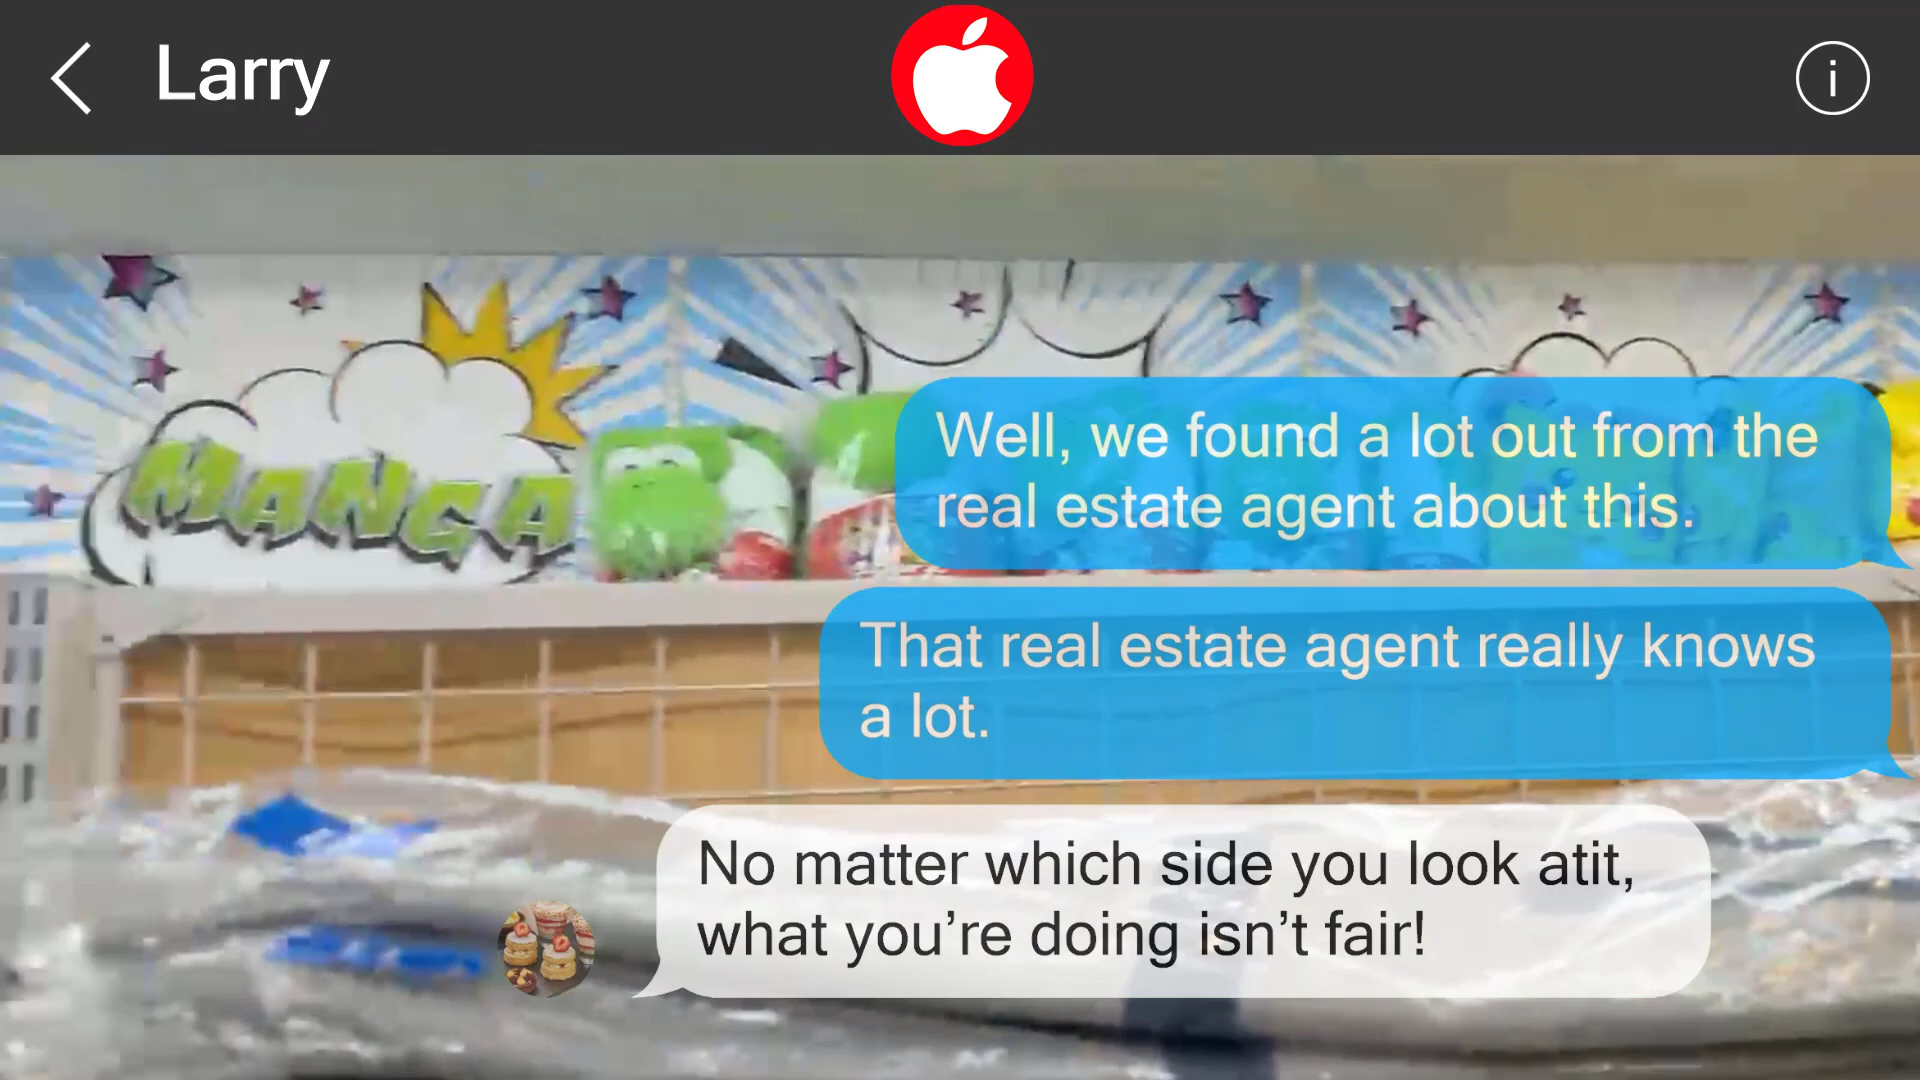 Larry
MANGA
Well, we found a lot out from the
real estate agent about this.
That real estate agent really knows
a lot.
No matter which side you look atit,
what you’re doing isn’t fair!